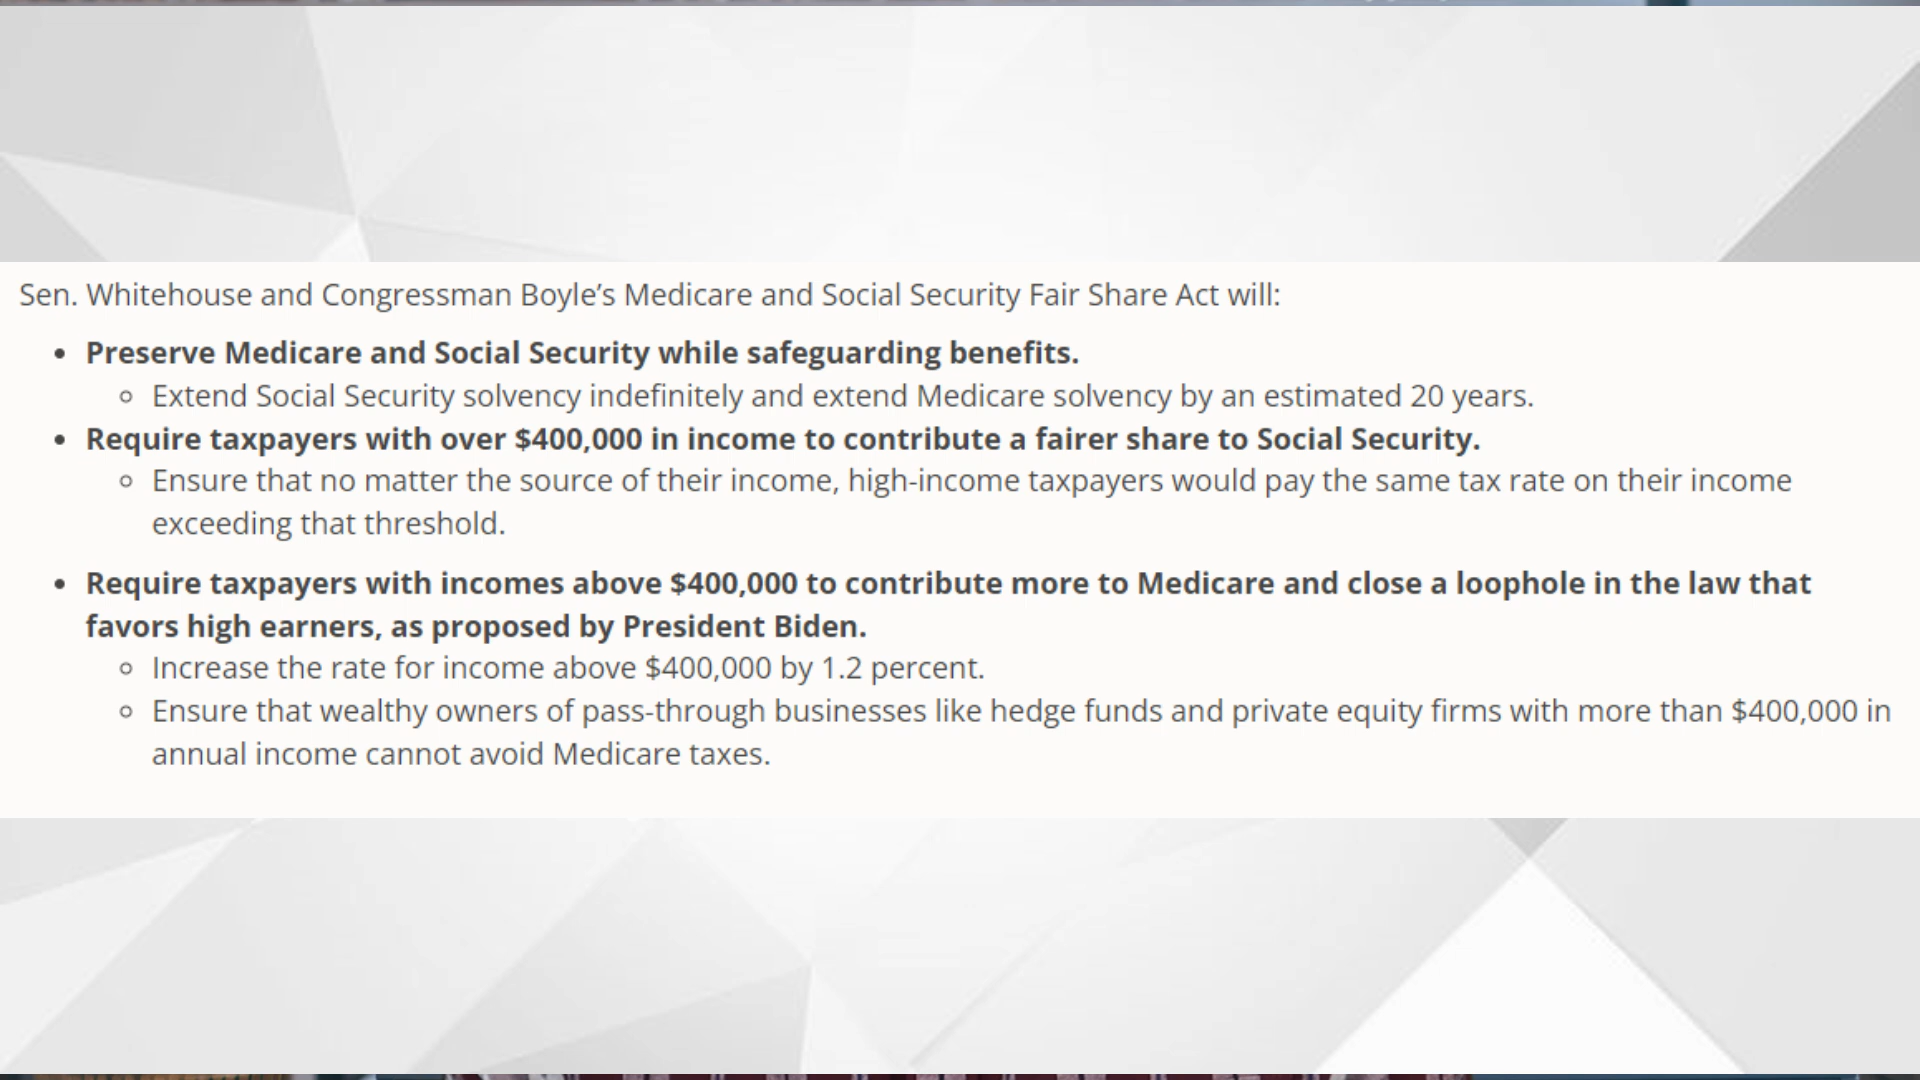 Sen. Whitehouse and Congressman Boyle’s Medicare and Social Security Fair Share Act will:
• Preserve Medicare and Social Security while safeguarding benefits.
○ Extend Social Security solvency indefinitely and extend Medicare solvency by an estimated 20 years.
• Require taxpayers with over $400,000 in income to contribute a fairer share to Social Security.
○ Ensure that no matter the source of their income, high-income taxpayers would pay the same tax rate on their income
exceeding that threshold.
• Require taxpayers with incomes above $400,000 to contribute more to Medicare and close a loophole in the law that
favors high earners, as proposed by President Biden.
○ Increase the rate for income above $400,000 by 1.2 percent.
○ Ensure that wealthy owners of pass-through businesses like hedge funds and private equity firms with more than $400,000 in
annual income cannot avoid Medicare taxes.